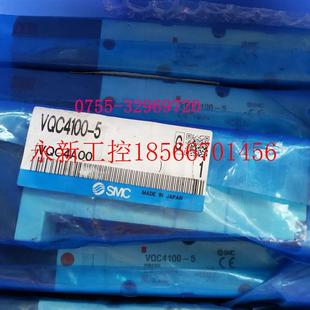 0755-32969720
VQC4100-5
永新工控18566701456
VQC4100
1
SMC
MADE IN JAPAN
SMC
VQC4100-5